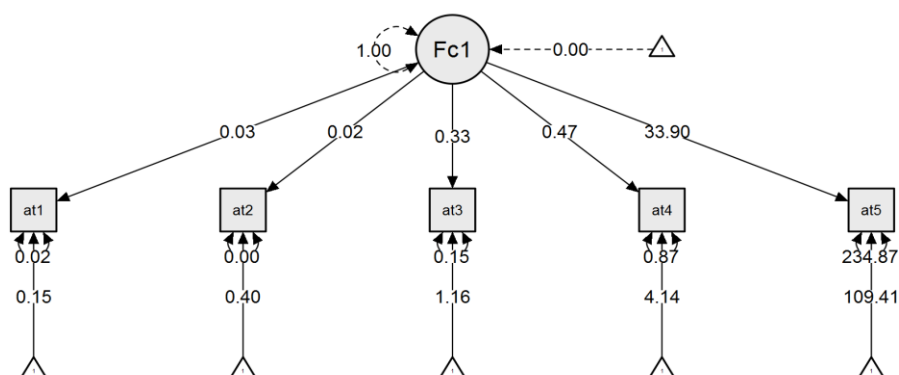 1.00 Fc1 0.00 1
0.03 0.02 0.33 0.47 33.90
at1 at2 at3 at4 at5
0.02 0.00 0.15 0.87 234.87
0.15 0.40 1.16 4.14 109.41